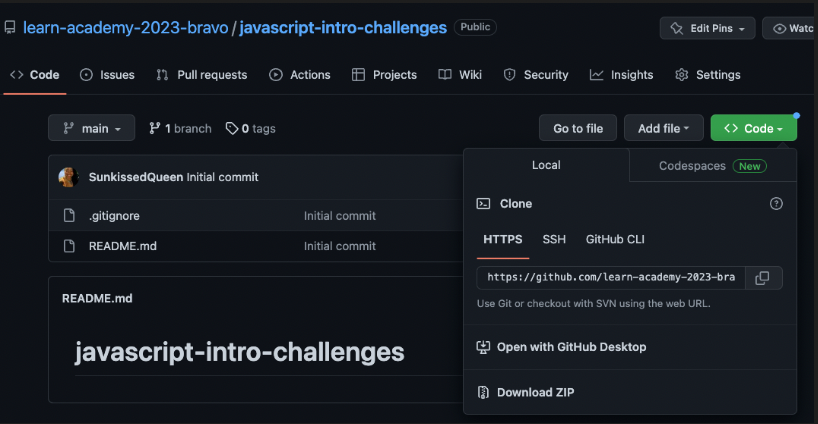 learn-academy-2023-bravo / javascript-intro-challenges Public Edit Pins Watc
<> Code Issues Pull requests Actions Projects Wiki Security Insights Settings
main 1 branch 0 tags Go to file Add file <> Code
Local Codespaces New
SunkissedQueen Initial commit
Clone
.gitignore Initial commit
HTTPS SSH GitHub CLI
README.md Initial commit
https://github.com/learn-academy-2023-bra
README.md
Use Git or checkout with SVN using the web URL.
javascript-intro-challenges
Open with GitHub Desktop
Download ZIP